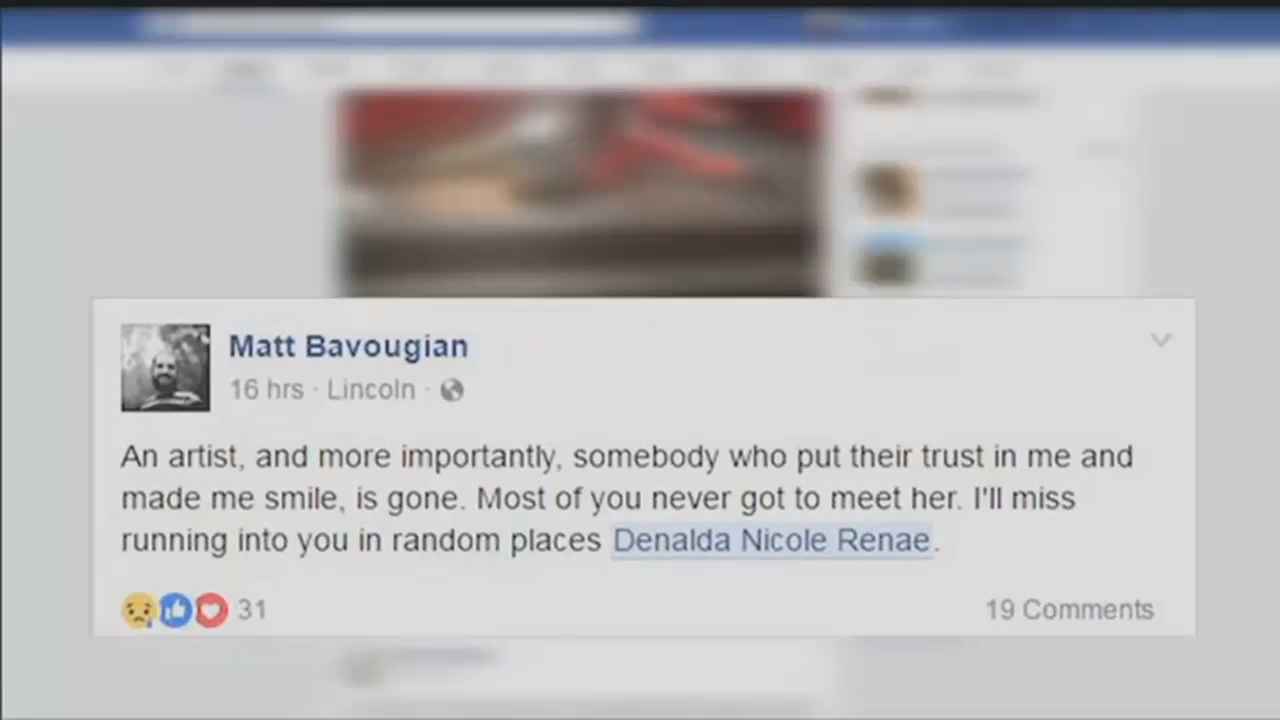 Matt Bavougian
16 hrs · Lincoln ·
An artist, and more importantly, somebody who put their trust in me and
made me smile, is gone. Most of you never got to meet her. I'll miss
running into you in random places Denalda Nicole Renae.
31
19 Comments